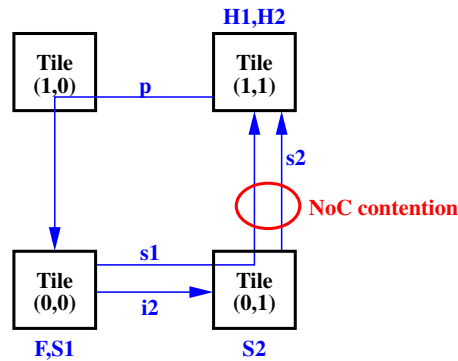 H1,H2
Tile
(1,0)
p
Tile
(1,1)
s2
NoC contention
Tile
(0,0)
s1
i2
Tile
(0,1)
F,S1
S2